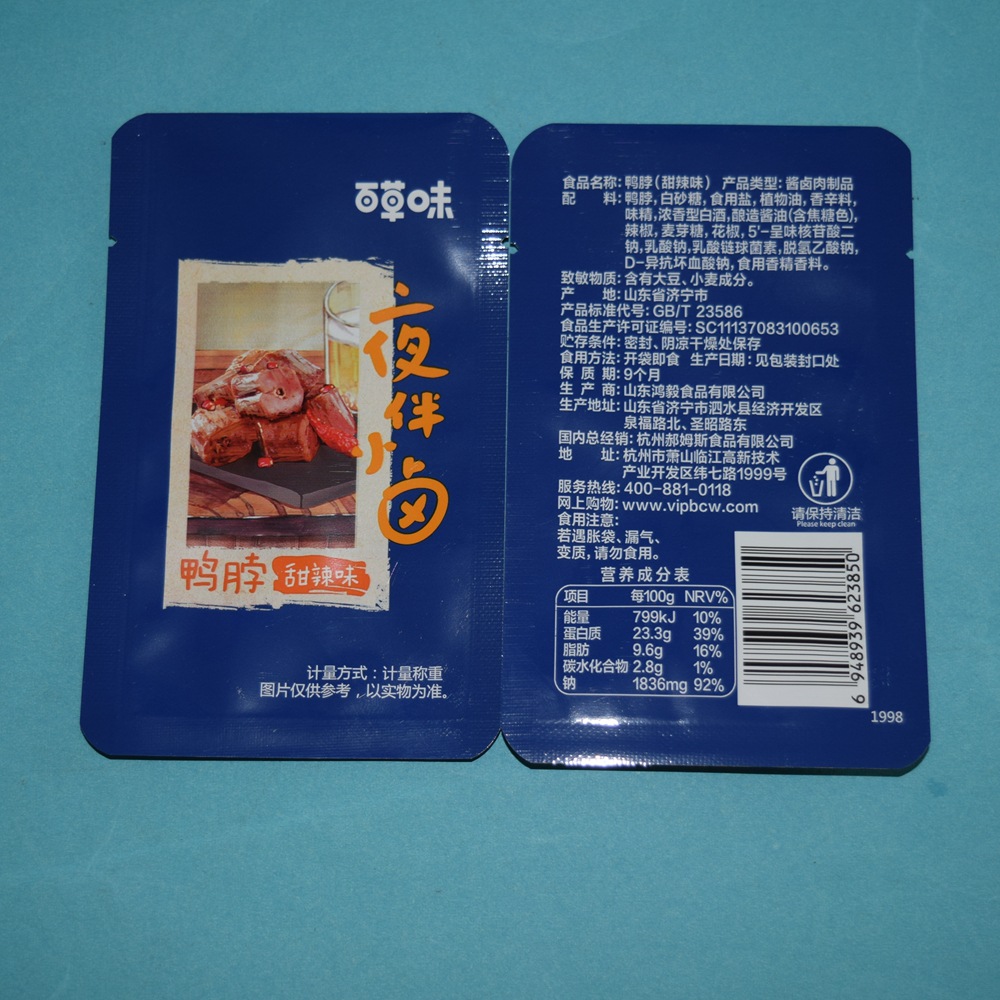 百草味
夜伴小卤
鸭脖 甜辣味
计量方式：计量称重
图片仅供参考，以实物为准。
食品名称：鸭脖（甜辣味） 产品类型：酱卤肉制品
配 料：鸭脖，白砂糖，食用盐，植物油，香辛料，
味精，浓香型白酒，酿造酱油（含焦糖色），
辣椒，麦芽糖，花椒，5'-呈味核苷酸二
钠，乳酸钠，乳酸链球菌素，脱氢乙酸钠，
D-异抗坏血酸钠，食用香精香料。
致敏物质：含有大豆、小麦成分。
产 地：山东省济宁市
产品标准代号：GB/T 23586
食品生产许可证编号：SC11137083100653
贮存条件：密封、阴凉干燥处保存
食用方法：开袋即食 生产日期：见包装封口处
保 质 期：9个月
生 产 商：山东鸿毅食品有限公司
生产地址：山东省济宁市泗水县经济开发区
泉福路北、圣昭路东
国内总经销：杭州郝姆斯食品有限公司
地 址：杭州市萧山临江高新技术
产业开发区纬七路1999号
服务热线：400-881-0118
网上购物：www.vipbcw.com
食用注意：
若遇胀袋、漏气、
变质，请勿食用。
请保持清洁
Please keep clean
营养成分表
项目 每100g NRV%
能量 799kJ 10%
蛋白质 23.3g 39%
脂肪 9.6g 16%
碳水化合物 2.8g 1%
钠 1836mg 92%
6 948939 623850
1998